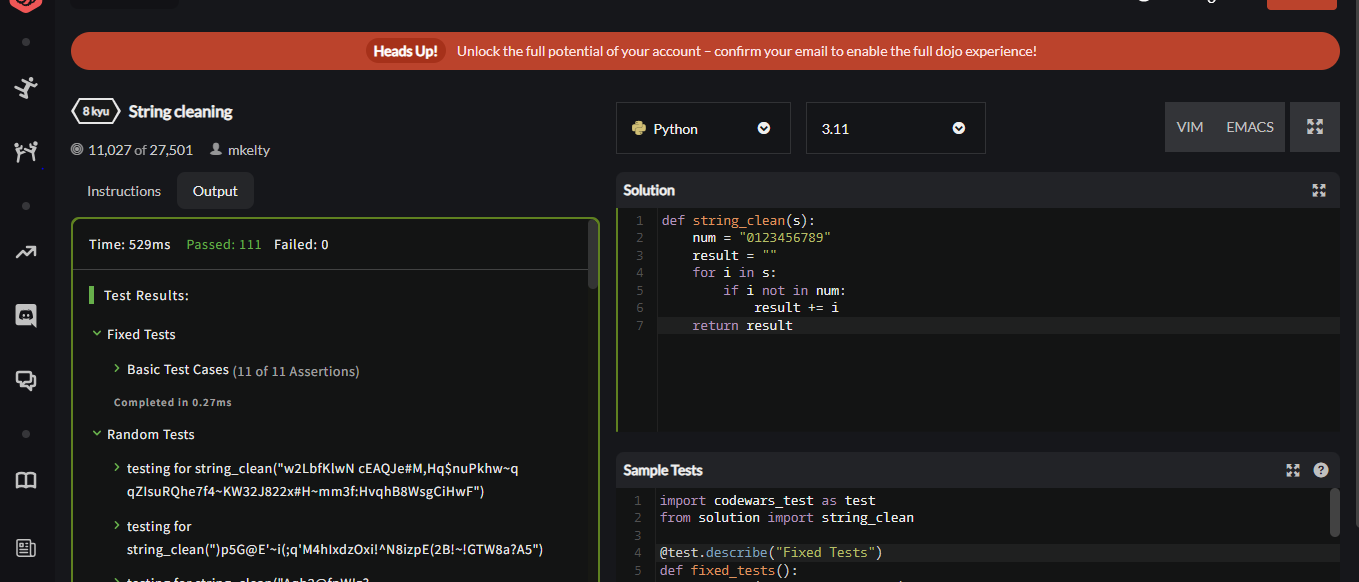 Heads Up! Unlock the full potential of your account – confirm your email to enable the full dojo experience!
8 kyu String cleaning
11,027 of 27,501 mkelty
Instructions Output
Time: 529ms Passed: 111 Failed: 0
Test Results:
Fixed Tests
Basic Test Cases (11 of 11 Assertions)
Completed in 0.27ms
Random Tests
testing for string_clean("w2LbfKlwN cEAQJe#M,Hq$nuPkhw~q
qZIsuRQhe7f4~KW32J822x#H~mm3f:HvqhB8WsgCiHwF")
testing for
string_clean(")p5G@E'~i(;q'M4hIxdzOxi!^N8izpE(2B!~!GTW8a?A5")
Python 3.11 VIM EMACS
Solution
1 def string_clean(s):
2 num = "0123456789"
3 result = ""
4 for i in s:
5 if i not in num:
6 result += i
7 return result
Sample Tests
1 import codewars_test as test
2 from solution import string_clean
3
4 @test.describe("Fixed Tests")
5 def fixed_tests():